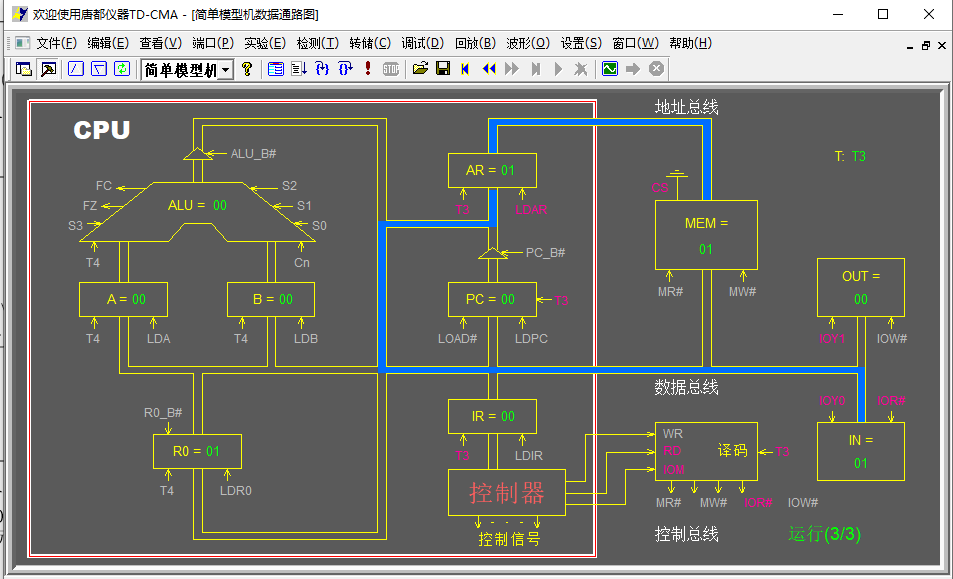 欢迎使用唐都仪器TD-CMA - [简单模型机数据通路图]
文件(F) 编辑(E) 查看(V) 端口(P) 实验(E) 检测(T) 转储(C) 调试(D) 回放(B) 波形(O) 设置(S) 窗口(W) 帮助(H)
简单模型机
CPU
地址总线
T: T3
ALU_B#
AR = 01
FC
S2
FZ
ALU = 00
S1
S3
S0
T3
LDAR
CS
MEM =
01
T4
Cn
PC_B#
MR#
MW#
OUT =
00
A = 00
B = 00
PC = 00
T3
T4
LDA
T4
LDB
LOAD#
LDPC
IOY1
IOW#
数据总线
R0_B#
IOY0
IOR#
IR = 00
R0 = 01
T3
LDIR
WR
RD
IOM
译码
T3
IN =
01
T4
LDR0
控制器
MR#
MW#
IOR#
IOW#
控制信号
控制总线
运行(3/3)